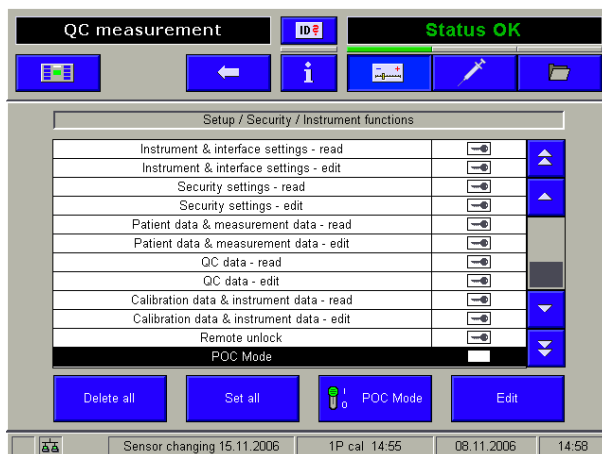 QC measurement
ID?
Status OK
i
- +
Setup / Security / Instrument functions
Instrument & interface settings - read
Instrument & interface settings - edit
Security settings - read
Security settings - edit
Patient data & measurement data - read
Patient data & measurement data - edit
QC data - read
QC data - edit
Calibration data & instrument data - read
Calibration data & instrument data - edit
Remote unlock
POC Mode
Delete all
Set all
I
0
POC Mode
Edit
Sensor changing 15.11.2006
1P cal 14:55
08.11.2006
14:58